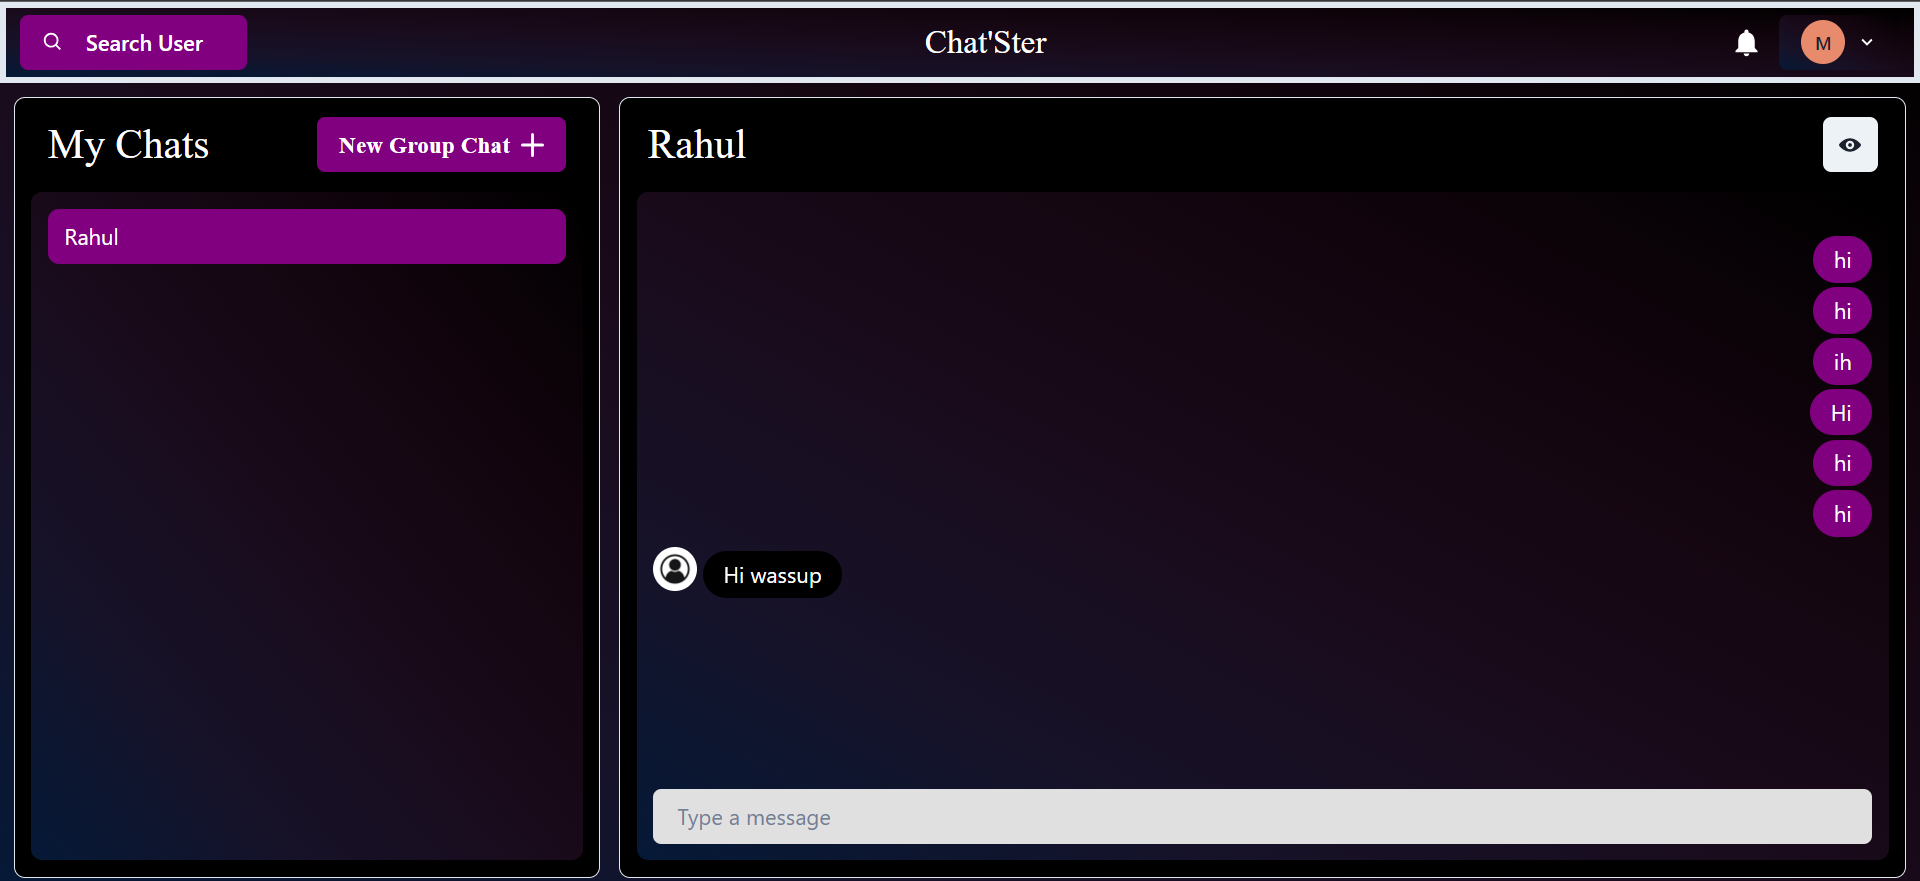 Search User
Chat'Ster
M
My Chats
New Group Chat
Rahul
Rahul
hi
hi
ih
Hi
hi
hi
Hi wassup
Type a message